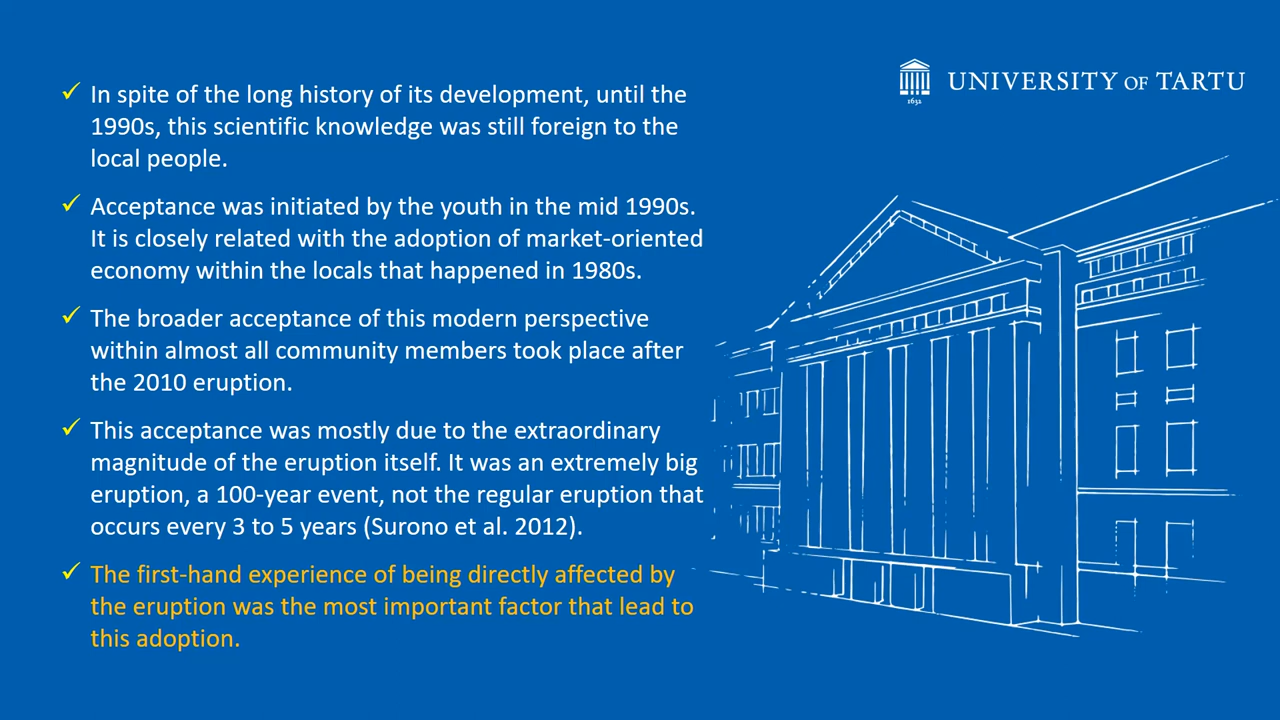 In spite of the long history of its development, until the
1990s, this scientific knowledge was still foreign to the
local people.
Acceptance was initiated by the youth in the mid 1990s.
It is closely related with the adoption of market-oriented
economy within the locals that happened in 1980s.
The broader acceptance of this modern perspective
within almost all community members took place after
the 2010 eruption.
This acceptance was mostly due to the extraordinary
magnitude of the eruption itself. It was an extremely big
eruption, a 100-year event, not the regular eruption that
occurs every 3 to 5 years (Surono et al. 2012).
The first-hand experience of being directly affected by
the eruption was the most important factor that lead to
this adoption.
UNIVERSITY OF TARTU
1632